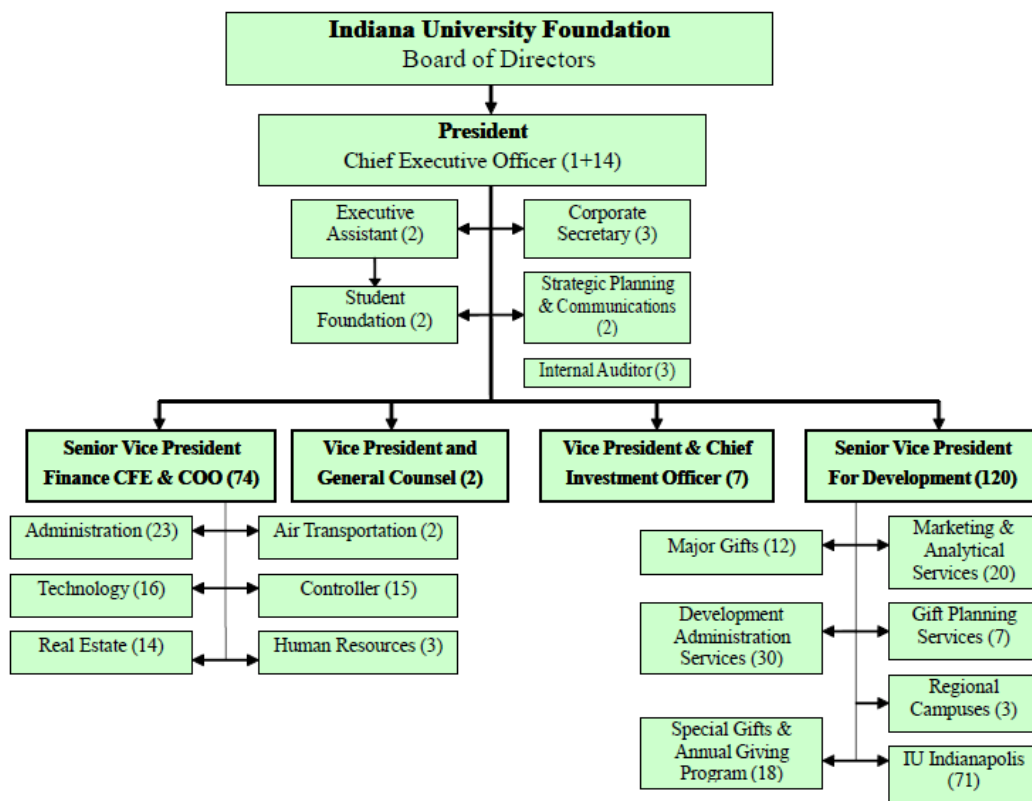 Indiana University Foundation
Board of Directors
President
Chief Executive Officer (1+14)
Executive
Assistant (2)
Corporate
Secretary (3)
Student
Foundation (2)
Strategic Planning
& Communications
(2)
Internal Auditor (3)
Senior Vice President
Finance CFE & COO (74)
Vice President and
General Counsel (2)
Vice President & Chief
Investment Officer (7)
Senior Vice President
For Development (120)
Administration (23)
Air Transportation (2)
Technology (16)
Controller (15)
Real Estate (14)
Human Resources (3)
Major Gifts (12)
Marketing &
Analytical
Services (20)
Development
Administration
Services (30)
Gift Planning
Services (7)
Regional
Campuses (3)
Special Gifts &
Annual Giving
Program (18)
IU Indianapolis
(71)